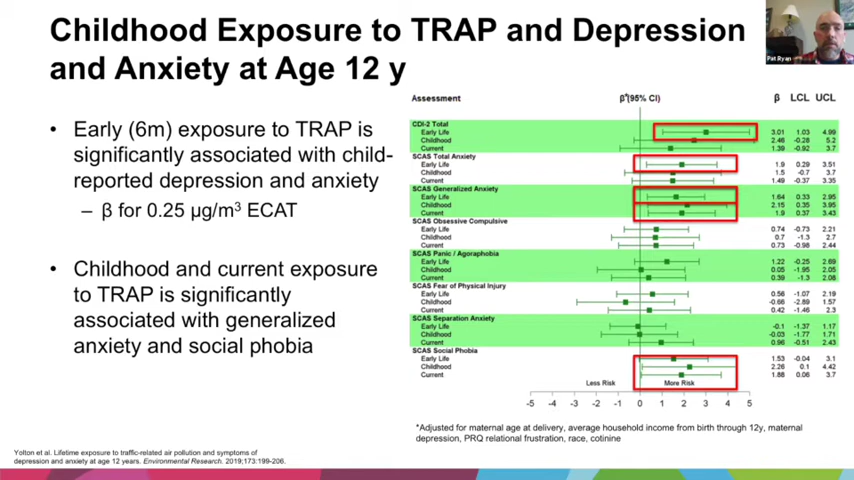 Childhood Exposure to TRAP and Depression
and Anxiety at Age 12 y
Pat Ryan
• Early (6m) exposure to TRAP is
significantly associated with child-
reported depression and anxiety
– β for 0.25 µg/m³ ECAT
• Childhood and current exposure
to TRAP is significantly
associated with generalized
anxiety and social phobia
Assessment β*(95% CI) β LCL UCL
CDI-2 Total
Early Life 3.01 1.03 4.99
Childhood 2.46 -0.28 5.2
Current 1.39 -0.92 3.7
SCAS Total Anxiety
Early Life 1.9 0.29 3.51
Childhood 1.5 -0.7 3.7
Current 1.49 -0.37 3.35
SCAS Generalized Anxiety
Early Life 1.64 0.33 2.95
Childhood 2.15 0.35 3.95
Current 1.9 0.37 3.43
SCAS Obsessive Compulsive
Early Life 0.74 -0.73 2.21
Childhood 0.7 -1.3 2.7
Current 0.73 -0.98 2.44
SCAS Panic / Agoraphobia
Early Life 1.22 -0.25 2.69
Childhood 0.05 -1.95 2.05
Current 0.39 -1.3 2.08
SCAS Fear of Physical Injury
Early Life 0.56 -1.07 2.19
Childhood -0.66 -2.89 1.57
Current 0.42 -1.46 2.3
SCAS Separation Anxiety
Early Life -0.1 -1.37 1.17
Childhood -0.03 -1.77 1.71
Current 0.96 -0.51 2.43
SCAS Social Phobia
Early Life 1.53 -0.04 3.1
Childhood 2.26 0.1 4.42
Current 1.88 0.06 3.7
Less Risk More Risk
-5 -4 -3 -2 -1 0 1 2 3 4 5
*Adjusted for maternal age at delivery, average household income from birth through 12y, maternal
depression, PRQ relational frustration, race, cotinine
Yolton et al. Lifetime exposure to traffic-related air pollution and symptoms of
depression and anxiety at age 12 years. Environmental Research. 2019;173:199-206.